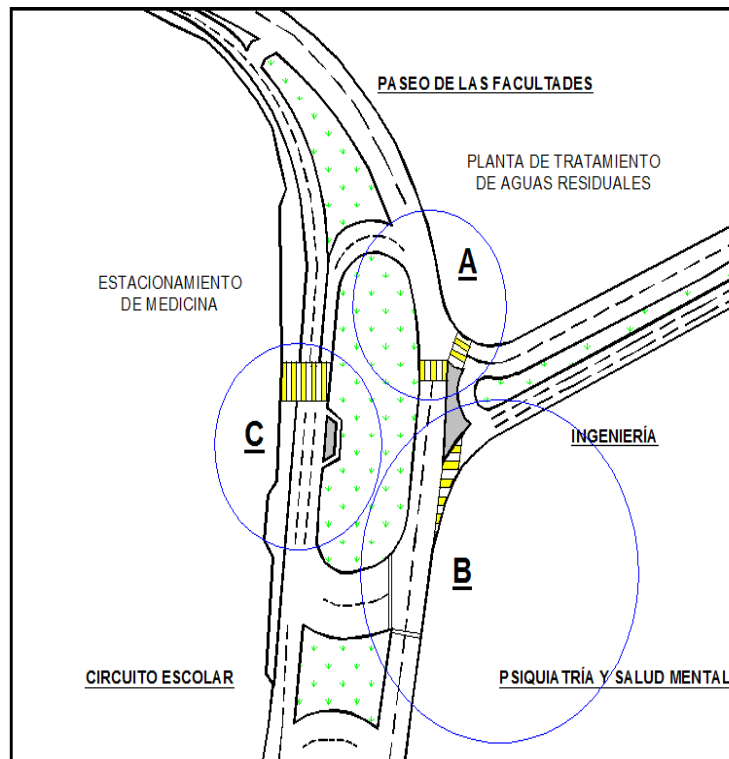 PASEO DE LAS FACULTADES
PLANTA DE TRATAMIENTO
DE AGUAS RESIDUALES
A
ESTACIONAMIENTO
DE MEDICINA
C
INGENIERÍA
B
CIRCUITO ESCOLAR
PSIQUIATRÍA Y SALUD MENTAL